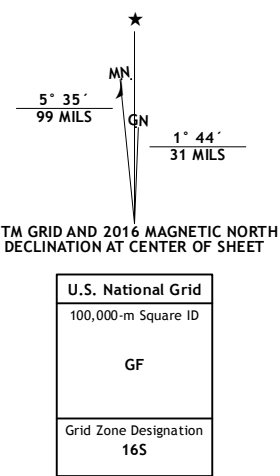 ★
MN
5° 35´
99 MILS
GN
1° 44´
31 MILS
TM GRID AND 2016 MAGNETIC NORTH
DECLINATION AT CENTER OF SHEET
U.S. National Grid
100,000-m Square ID
GF
Grid Zone Designation
16S